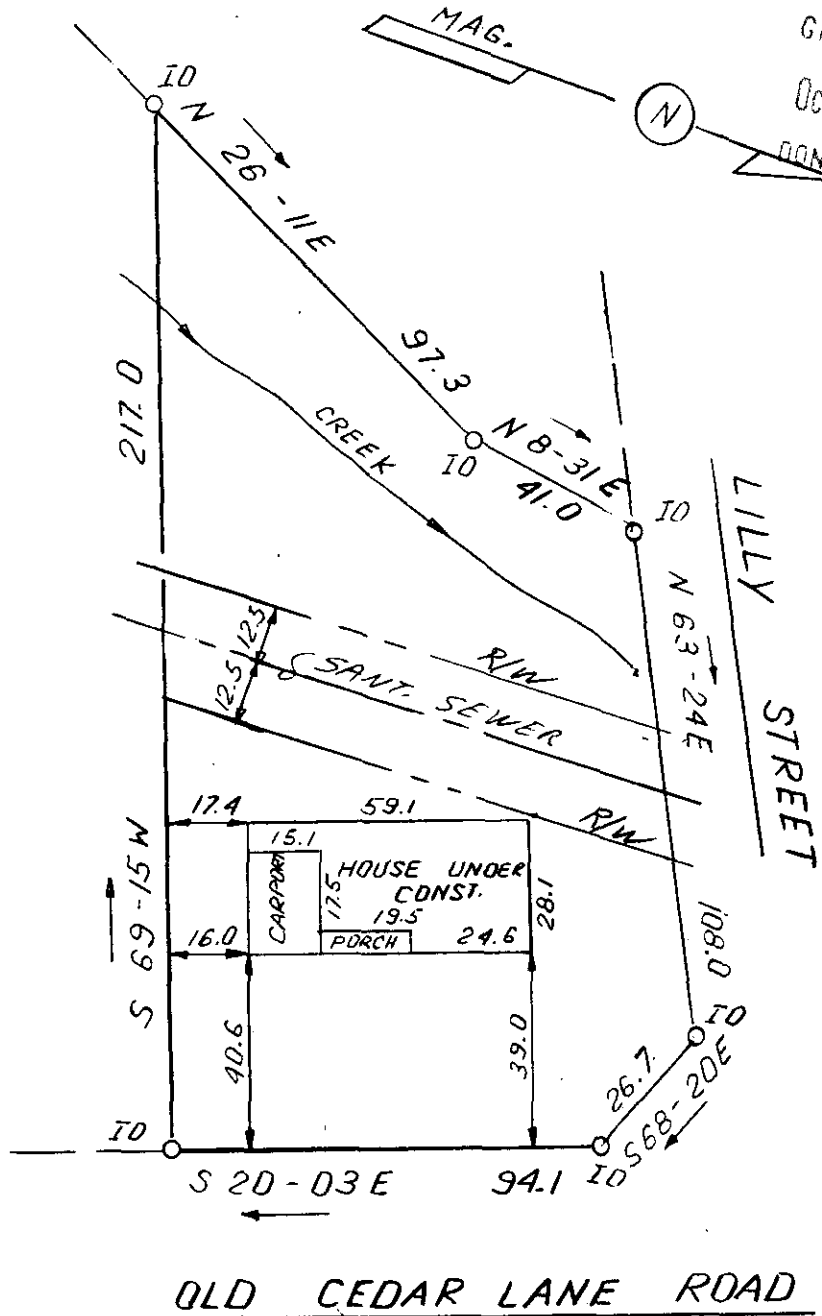 MAG.
N
IO
N 26-11E
97.3
217.0
CREEK
IO
N 8-31E
41.0
IO
LILLY STREET
N 63-24E
12.5
12.5
R/W
SANT. SEWER
R/W
17.4
59.1
15.1
CARPORT
17.5
HOUSE UNDER
CONST.
28.1
19.5
PORCH
24.6
16.0
S 69-15W
40.6
39.0
108.0
IO
26.7
S68-20E
IO
IO
S 20-03E
94.1
OLD CEDAR LANE ROAD